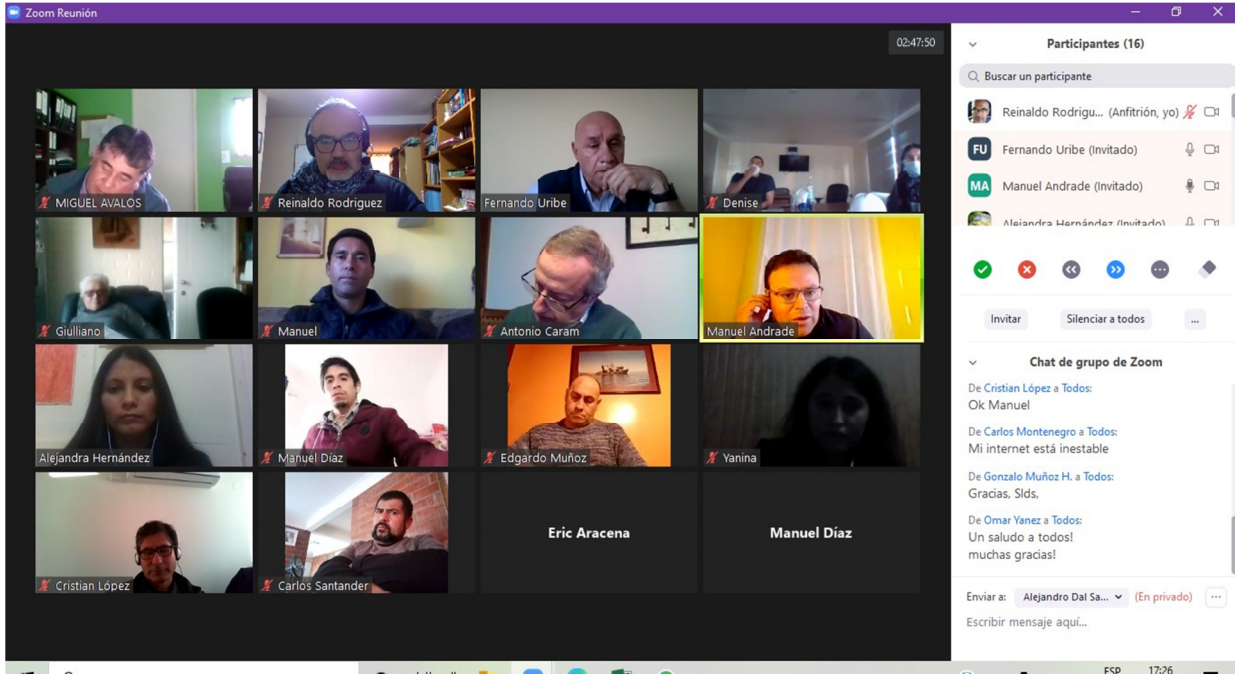 Zoom Reunión
02:47:50
MIGUEL AVALOS
Reinaldo Rodriguez
Fernando Uribe
Denise
Giulliano
Manuel
Antonio Caram
Manuel Andrade
Alejandra Hernández
Manuel Díaz
Edgardo Muñoz
Yanina
Cristian López
Carlos Santander
Eric Aracena
Manuel Díaz
Participantes (16)
Buscar un participante
Reinaldo Rodrigu... (Anfitrión, yo)
FU Fernando Uribe (Invitado)
MA Manuel Andrade (Invitado)
Alejandra Hernández (Invitado)
Invitar
Silenciar a todos
...
Chat de grupo de Zoom
De Cristian López a Todos:
Ok Manuel
De Carlos Montenegro a Todos:
Mi internet está inestable
De Gonzalo Muñoz H. a Todos:
Gracias, Slds,
De Omar Yanez a Todos:
Un saludo a todos!
muchas gracias!
Enviar a: Alejandro Dal Sa... (En privado)
Escribir mensaje aquí...
ESP 17:26